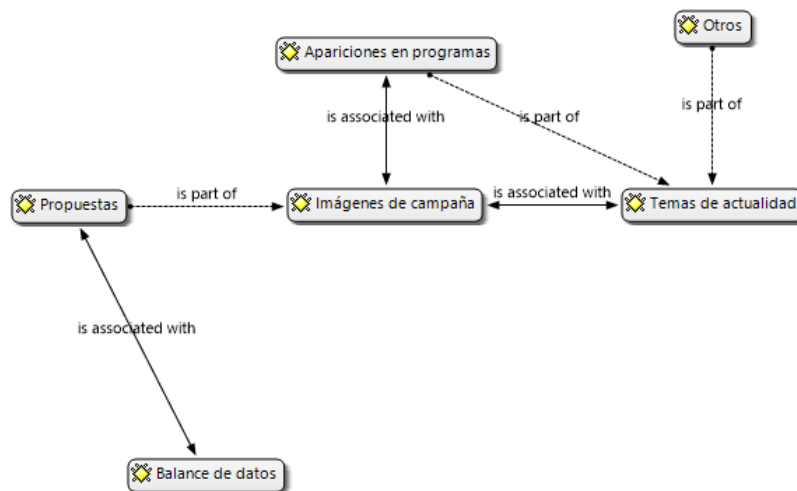 Otros
Apariciones en programas
is part of
is associated with
is part of
is part of
is associated with
Propuestas
Imágenes de campaña
Temas de actualidad
is associated with
Balance de datos